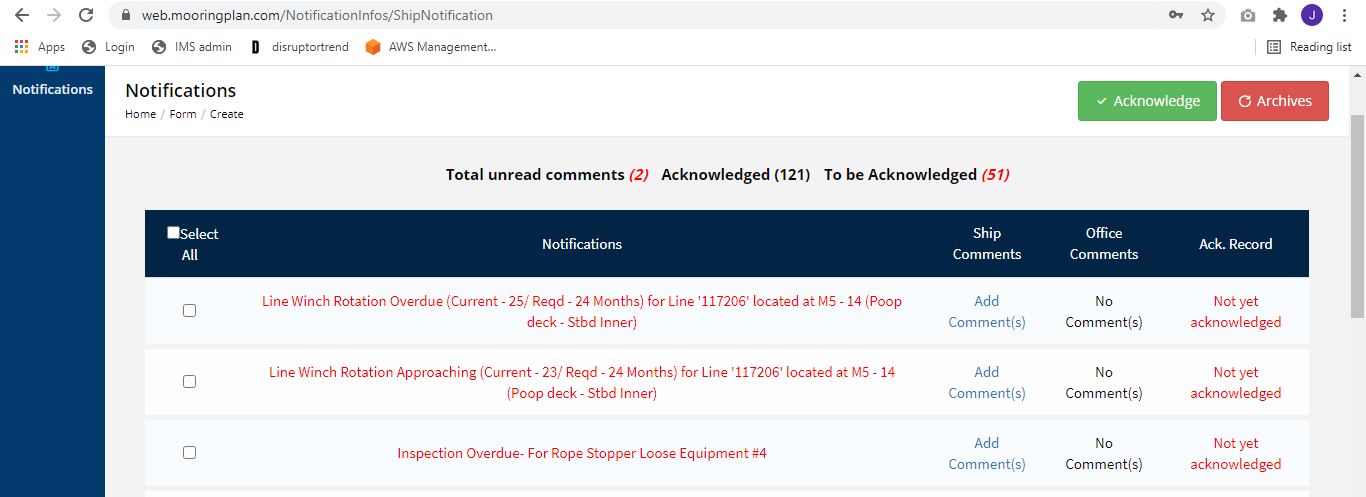 web.mooringplan.com/NotificationInfos/ShipNotification
J
Apps Login IMS admin D disruptortrend AWS Management... Reading list
Notifications
Notifications
Home / Form / Create
Acknowledge Archives
Total unread comments (2) Acknowledged (121) To be Acknowledged (51)
Select All Notifications Ship Comments Office Comments Ack. Record
Line Winch Rotation Overdue (Current - 25/ Reqd - 24 Months) for Line '117206' located at M5 - 14 (Poop
deck - Stbd Inner)
Add
Comment(s)
No
Comment(s)
Not yet
acknowledged
Line Winch Rotation Approaching (Current - 23/ Reqd - 24 Months) for Line '117206' located at M5 - 14
(Poop deck - Stbd Inner)
Add
Comment(s)
No
Comment(s)
Not yet
acknowledged
Inspection Overdue- For Rope Stopper Loose Equipment #4
Add
Comment(s)
No
Comment(s)
Not yet
acknowledged